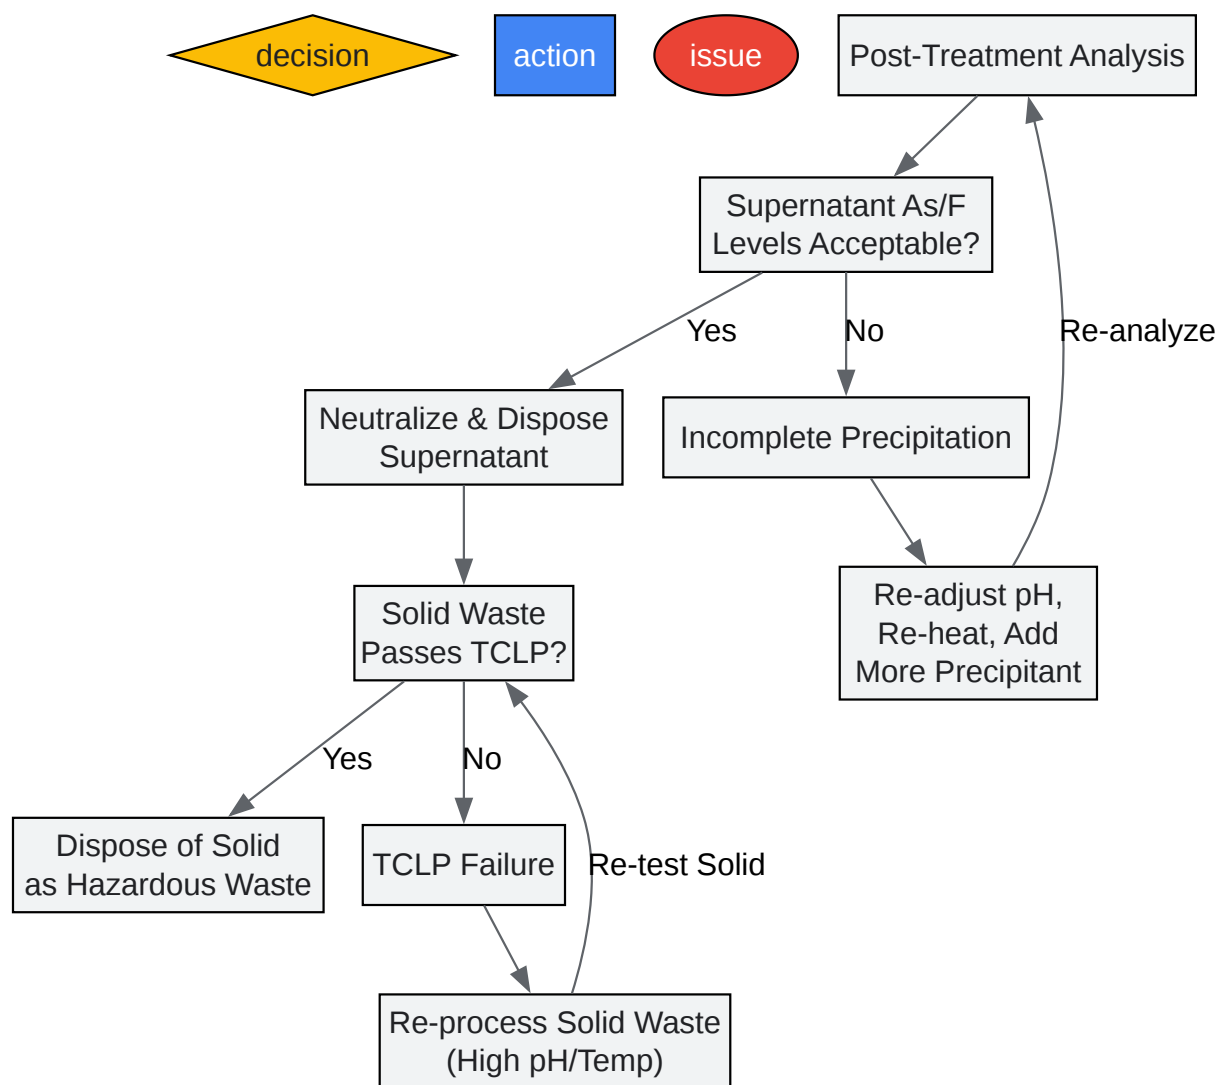 decision
action
issue
Post-Treatment Analysis
Supernatant As/F
Levels Acceptable?
Yes
No
Re-analyze
Neutralize & Dispose
Supernatant
Incomplete Precipitation
Solid Waste
Passes TCLP?
Re-adjust pH,
Re-heat, Add
More Precipitant
Yes
No
Dispose of Solid
as Hazardous Waste
TCLP Failure
Re-test Solid
Re-process Solid Waste
(High pH/Temp)